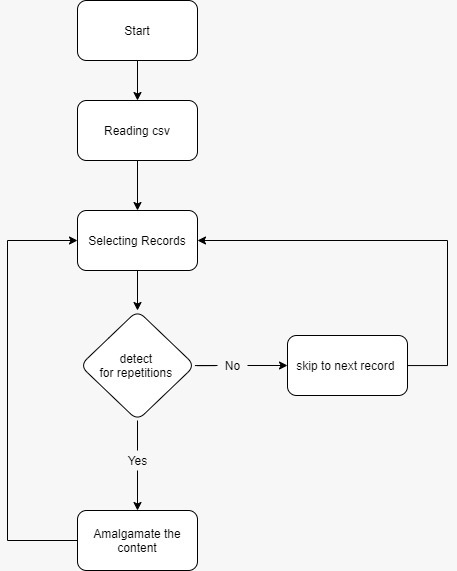 Start
Reading csv
Selecting Records
detect
for repetitions
No
skip to next record
Yes
Amalgamate the
content